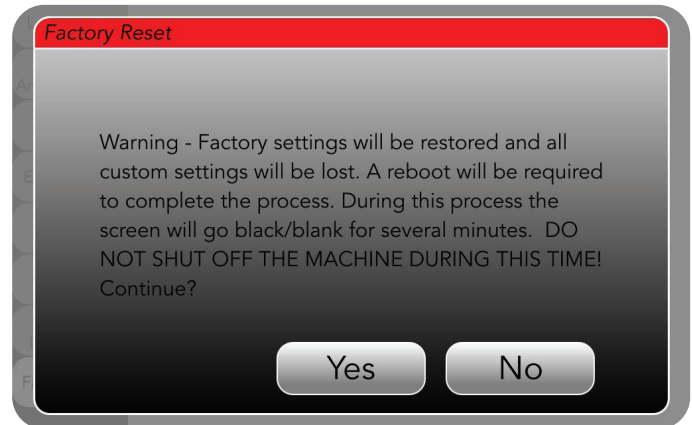 Factory Reset
Warning - Factory settings will be restored and all
custom settings will be lost. A reboot will be required
to complete the process. During this process the
screen will go black/blank for several minutes.  DO
NOT SHUT OFF THE MACHINE DURING THIS TIME!
Continue?
Yes
No